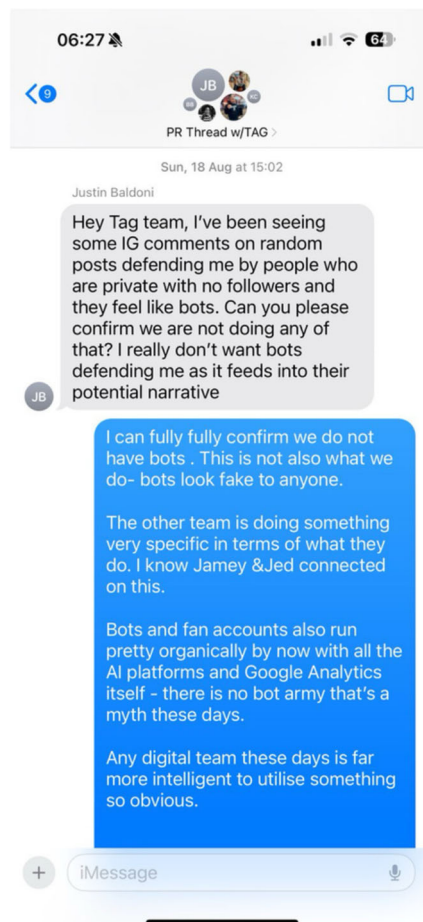 06:27
64
9
JB
BB
KC
PR Thread w/TAG
Sun, 18 Aug at 15:02
Justin Baldoni
Hey Tag team, I've been seeing
some IG comments on random
posts defending me by people who
are private with no followers and
they feel like bots. Can you please
confirm we are not doing any of
that? I really don't want bots
defending me as it feeds into their
potential narrative
JB
I can fully fully confirm we do not
have bots . This is not also what we
do- bots look fake to anyone.
The other team is doing something
very specific in terms of what they
do. I know Jamey &Jed connected
on this.
Bots and fan accounts also run
pretty organically by now with all the
AI platforms and Google Analytics
itself - there is no bot army that's a
myth these days.
Any digital team these days is far
more intelligent to utilise something
so obvious.
iMessage